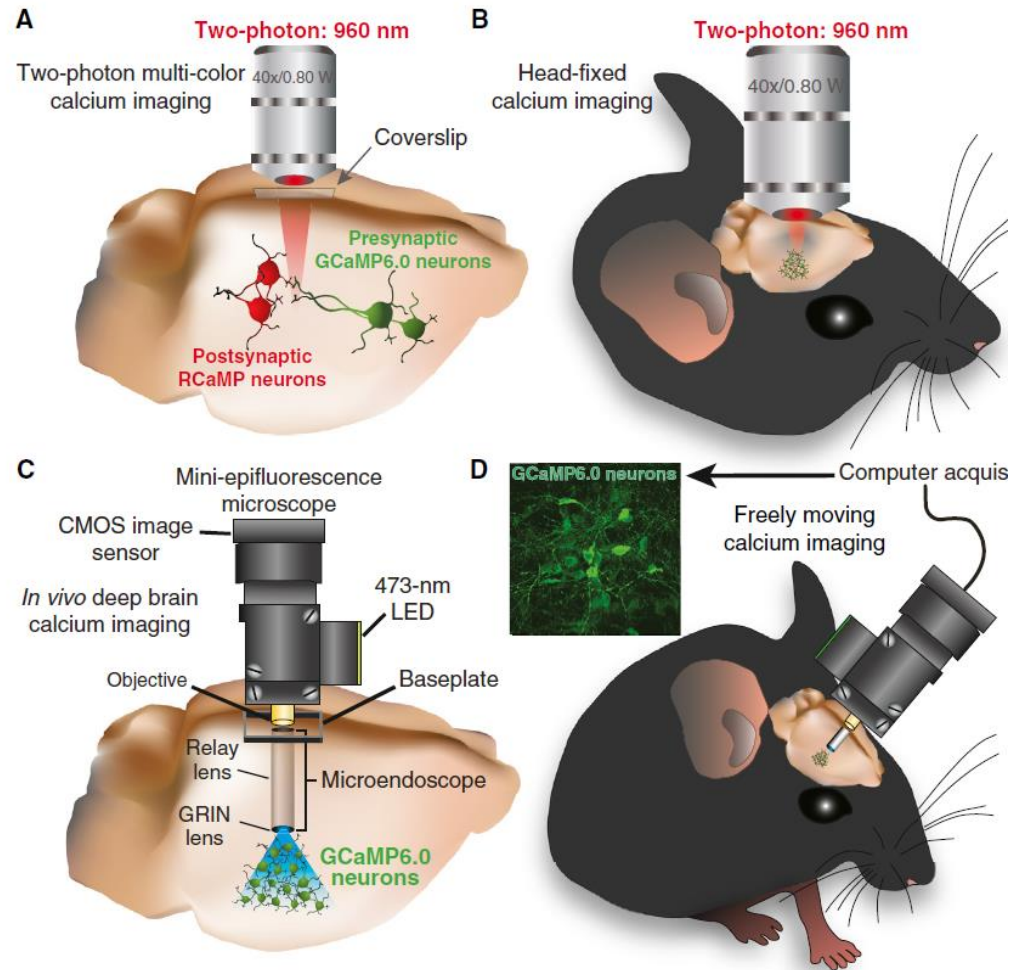 A
Two-photon: 960 nm
Two-photon multi-color
calcium imaging
40x/0.80 W
Coverslip
Presynaptic
GCaMP6.0 neurons
Postsynaptic
RCaMP neurons
B
Two-photon: 960 nm
Head-fixed
calcium imaging
40x/0.80 W
C
Mini-epifluorescence
microscope
CMOS image
sensor
In vivo deep brain
calcium imaging
473-nm
LED
Objective
Baseplate
Relay
lens
Microendoscope
GRIN
lens
GCaMP6.0
neurons
D
GCaMP6.0 neurons
Computer acquis
Freely moving
calcium imaging